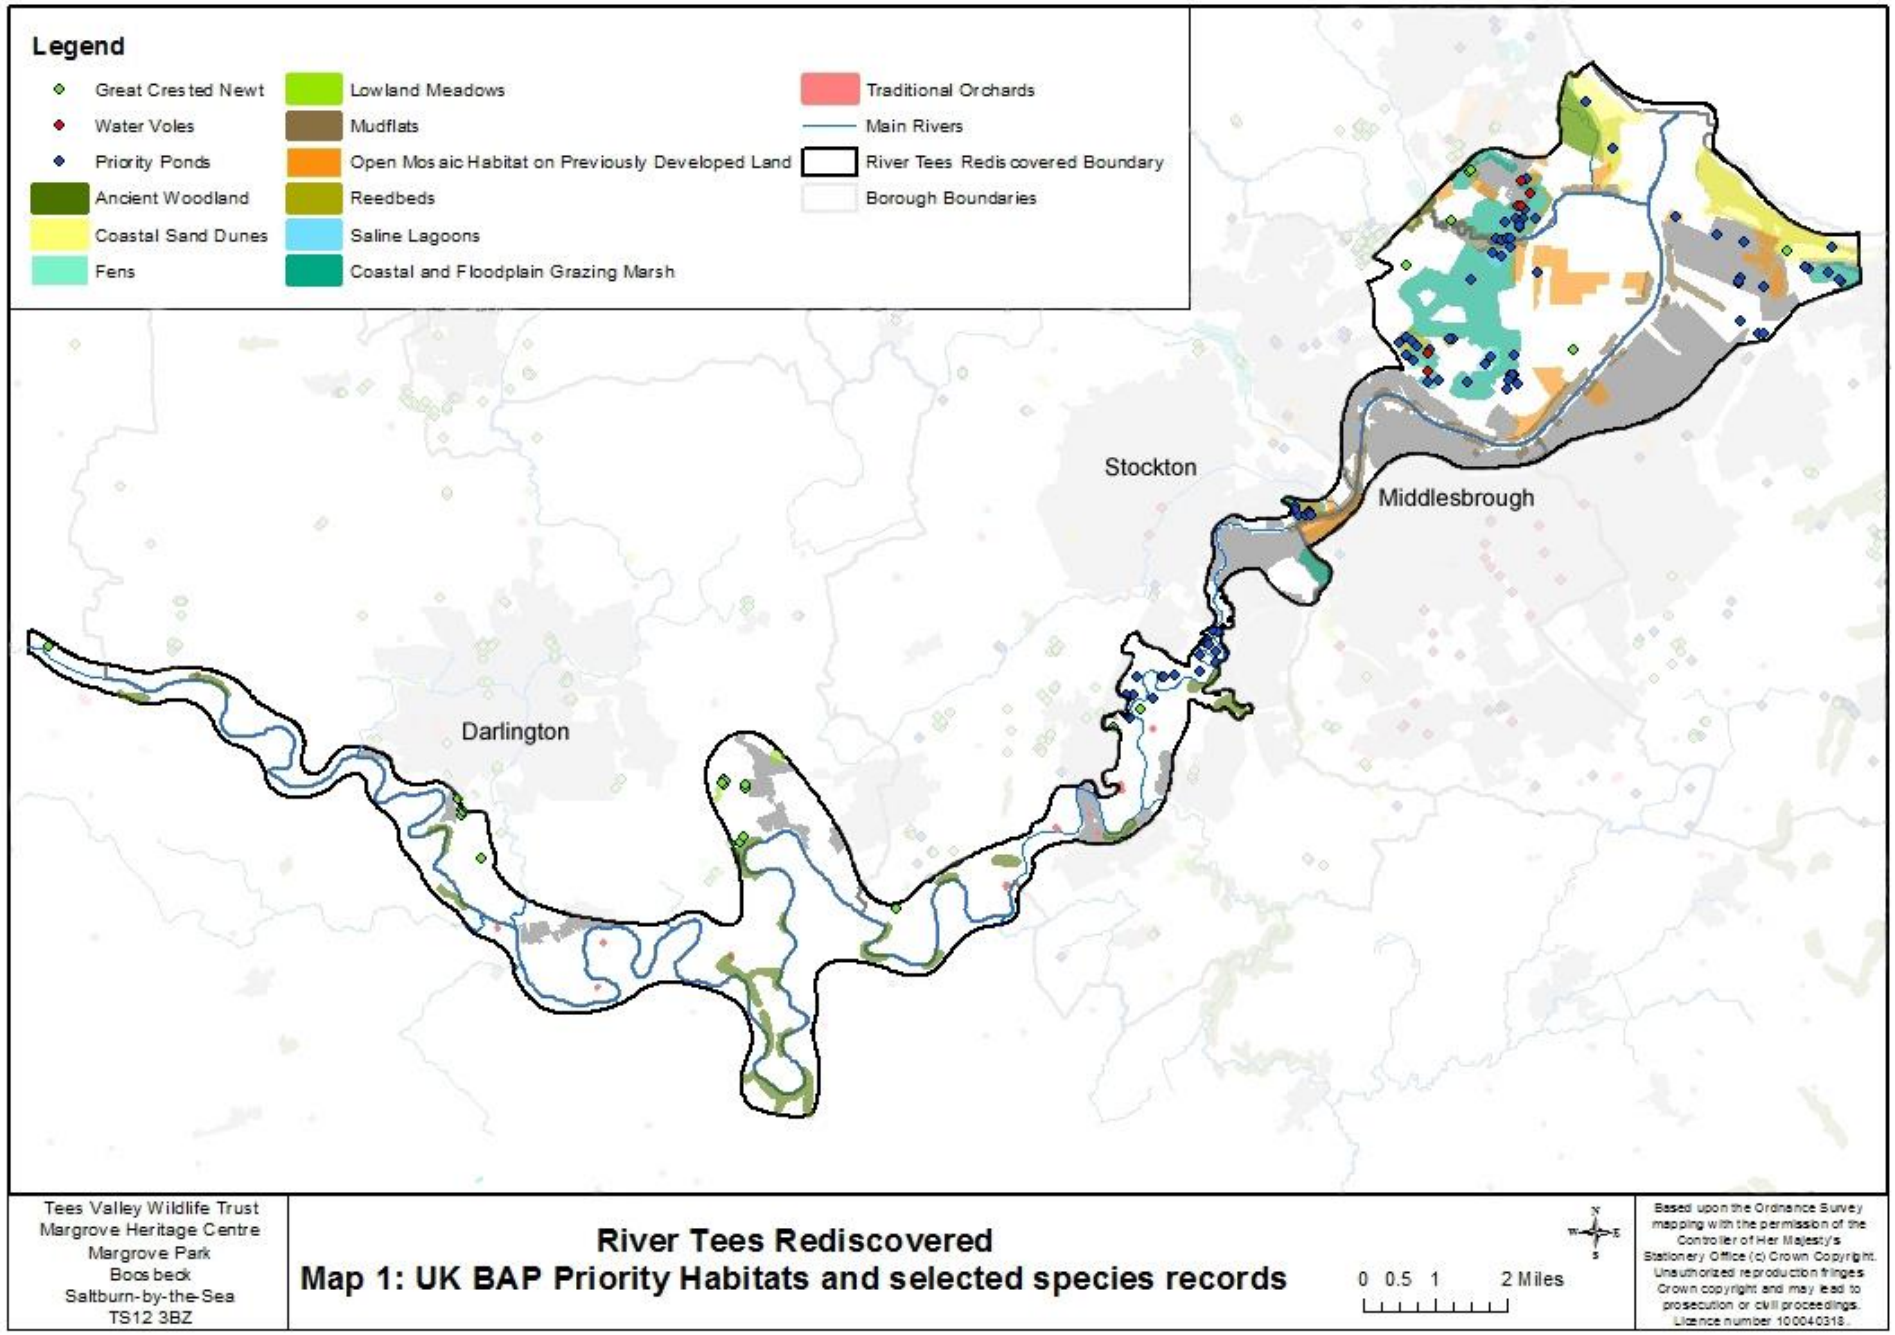 Legend
Great Crested Newt
Water Voles
Priority Ponds
Ancient Woodland
Coastal Sand Dunes
Fens
Lowland Meadows
Mudflats
Open Mosaic Habitat on Previously Developed Land
Reedbeds
Saline Lagoons
Coastal and Floodplain Grazing Marsh
Traditional Orchards
Main Rivers
River Tees Rediscovered Boundary
Borough Boundaries
Stockton
Middlesbrough
Darlington
Tees Valley Wildlife Trust
Margrove Heritage Centre
Margrove Park
Boosbeck
Saltburn-by-the-Sea
TS12 3BZ
River Tees Rediscovered
Map 1: UK BAP Priority Habitats and selected species records
N
W E
S
0 0.5 1 2 Miles
Based upon the Ordnance Survey
mapping with the permission of the
Controller of Her Majesty's
Stationery Office (c) Crown Copyright.
Unauthorized reproduction fringes
Crown copyright and may lead to
prosecution or civil proceedings.
Licence number 100040318.